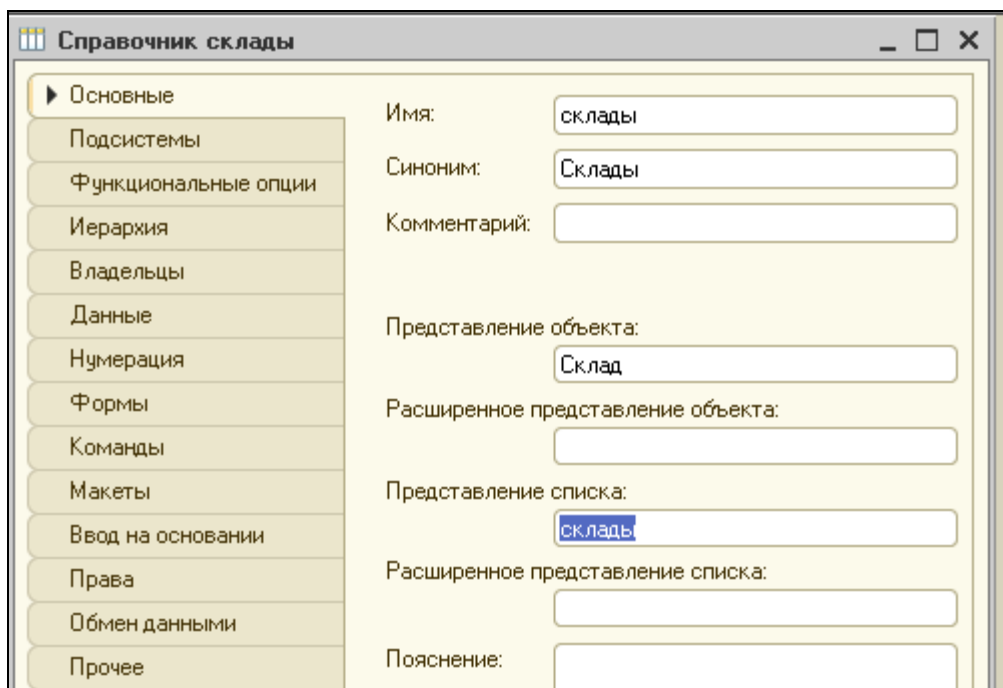 Справочник склады
Основные
Подсистемы
Функциональные опции
Иерархия
Владельцы
Данные
Нумерация
Формы
Команды
Макеты
Ввод на основании
Права
Обмен данными
Прочее
Имя: склады
Синоним: Склады
Комментарий:
Представление объекта:
Склад
Расширенное представление объекта:
Представление списка:
склады
Расширенное представление списка:
Пояснение: